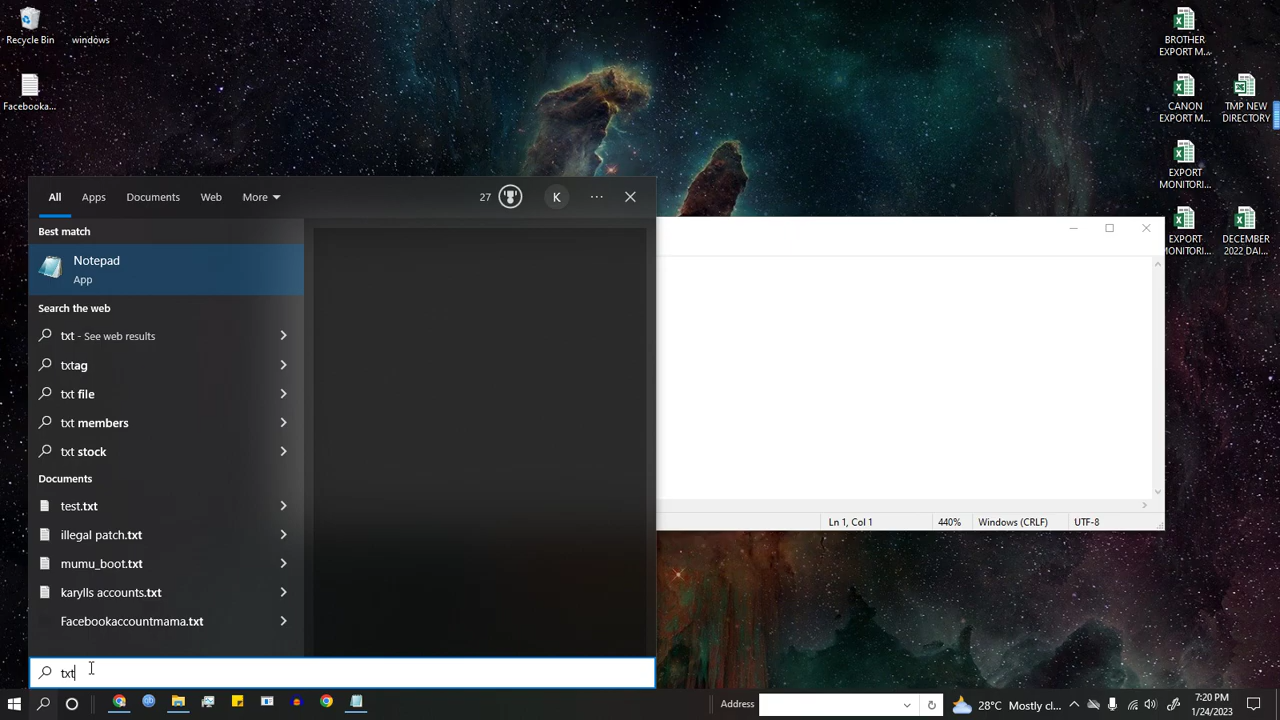 Recycle Bin
windows
Facebooka...
BROTHER
EXPORT M...
CANON
EXPORT M...
TMP NEW
DIRECTORY
EXPORT
MONITORI...
EXPORT
MONITORI...
DECEMBER
2022 DAI...
All
Apps
Documents
Web
More
27
K
Best match
Notepad
App
Search the web
txt - See web results
txtag
txt file
txt members
txt stock
Documents
test.txt
illegal patch.txt
mumu_boot.txt
karylls accounts.txt
Facebookaccountmama.txt
Ln 1, Col 1
440%
Windows (CRLF)
UTF-8
txt
Address
28°C Mostly cl...
7:20 PM
1/24/2023